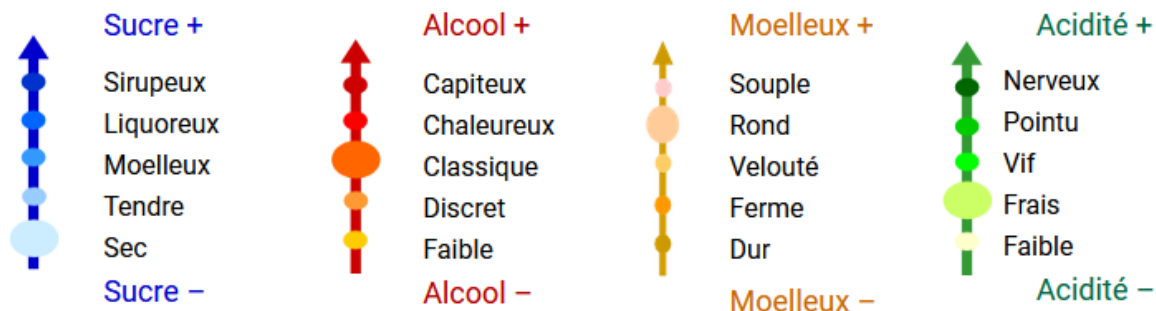 Sucre +
Sirupeux
Liquoreux
Moelleux
Tendre
Sec
Sucre –
Alcool +
Capiteux
Chaleureux
Classique
Discret
Faible
Alcool –
Moelleux +
Souple
Rond
Velouté
Ferme
Dur
Moelleux –
Acidité +
Nerveux
Pointu
Vif
Frais
Faible
Acidité –